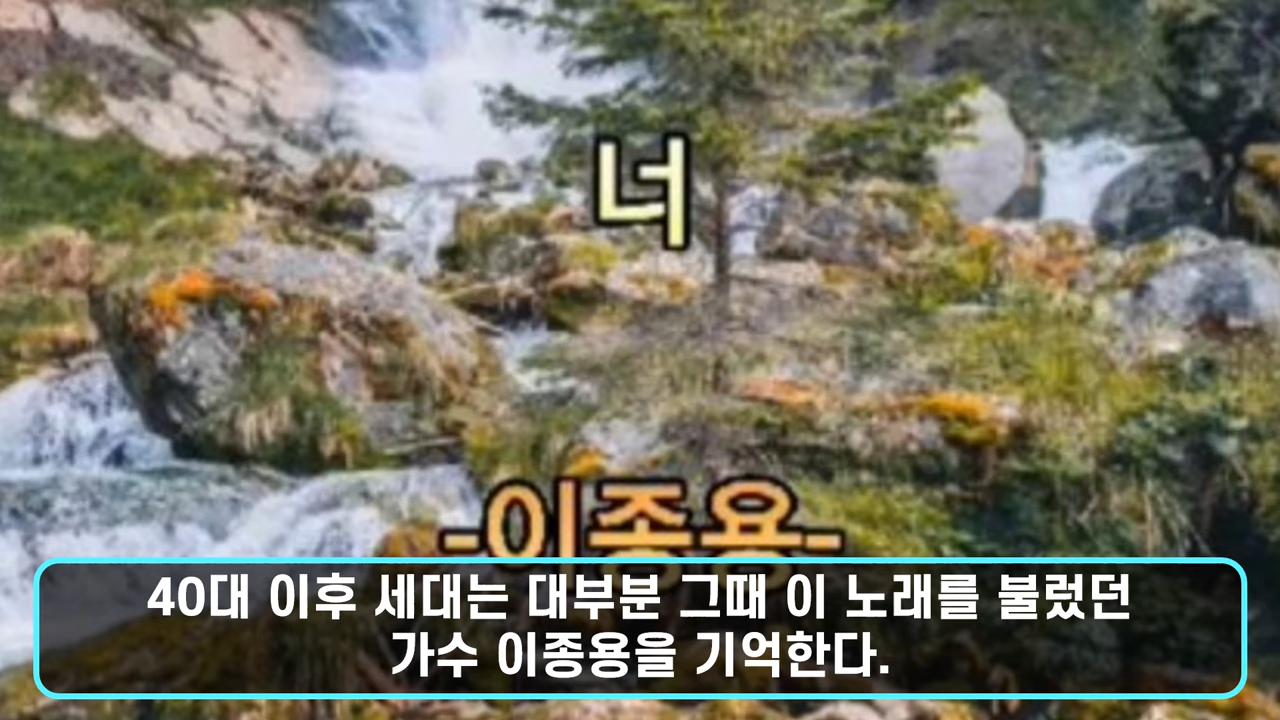 너
-이종용-
40대 이후 세대는 대부분 그때 이 노래를 불렀던
가수 이종용을 기억한다.